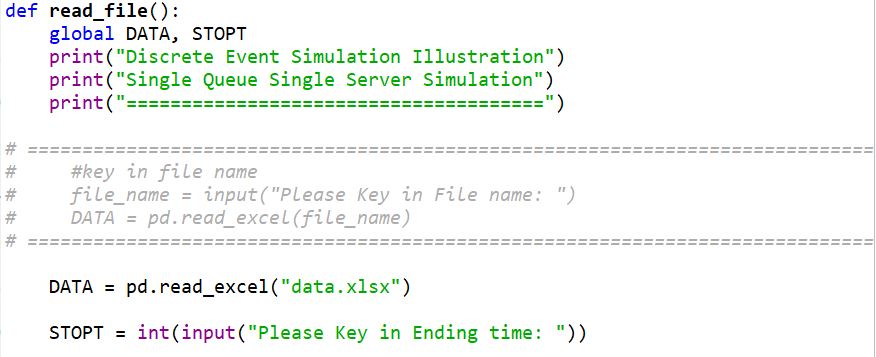 def read_file():
    global DATA, STOPT
    print("Discrete Event Simulation Illustration")
    print("Single Queue Single Server Simulation")
    print("======================================")
# =============================================================================
#     #key in file name
#     file_name = input("Please Key in File name: ")
#     DATA = pd.read_excel(file_name)
# =============================================================================
    DATA = pd.read_excel("data.xlsx")
    STOPT = int(input("Please Key in Ending time: "))